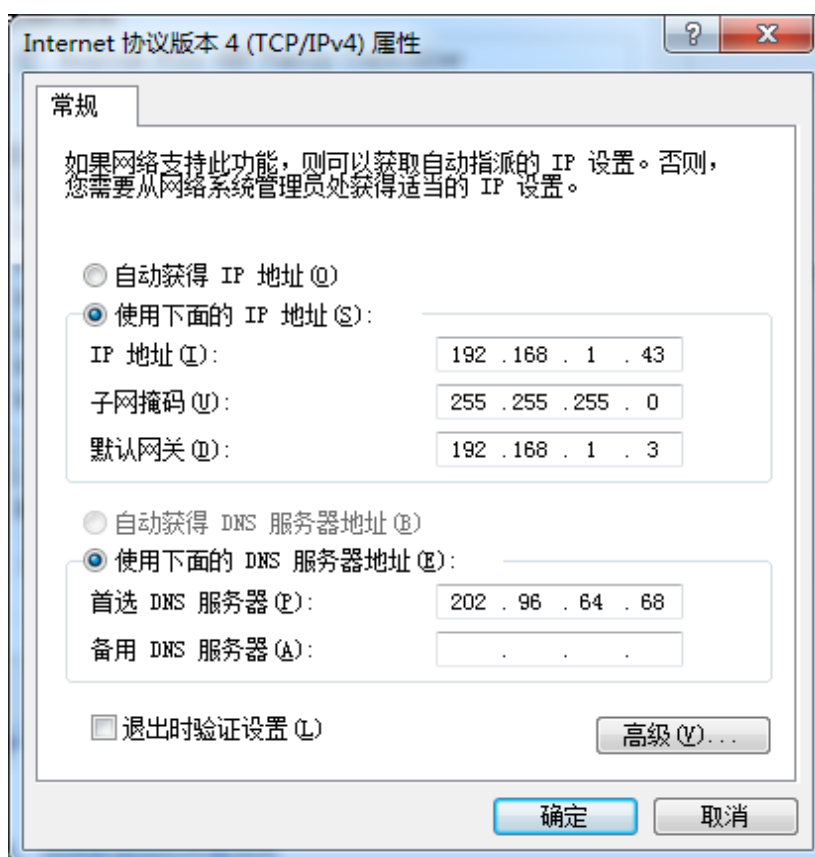 Internet 协议版本 4 (TCP/IPv4) 属性
常规
如果网络支持此功能，则可以获取自动指派的 IP 设置。否则，
您需要从网络系统管理员处获得适当的 IP 设置。
自动获得 IP 地址(O)
使用下面的 IP 地址(S):
IP 地址(I): 192 . 168 . 1 . 43
子网掩码(U): 255 . 255 . 255 . 0
默认网关(D): 192 . 168 . 1 . 3
自动获得 DNS 服务器地址(B)
使用下面的 DNS 服务器地址(E):
首选 DNS 服务器(P): 202 . 96 . 64 . 68
备用 DNS 服务器(A): . . .
退出时验证设置(L)
高级(V)...
确定 取消